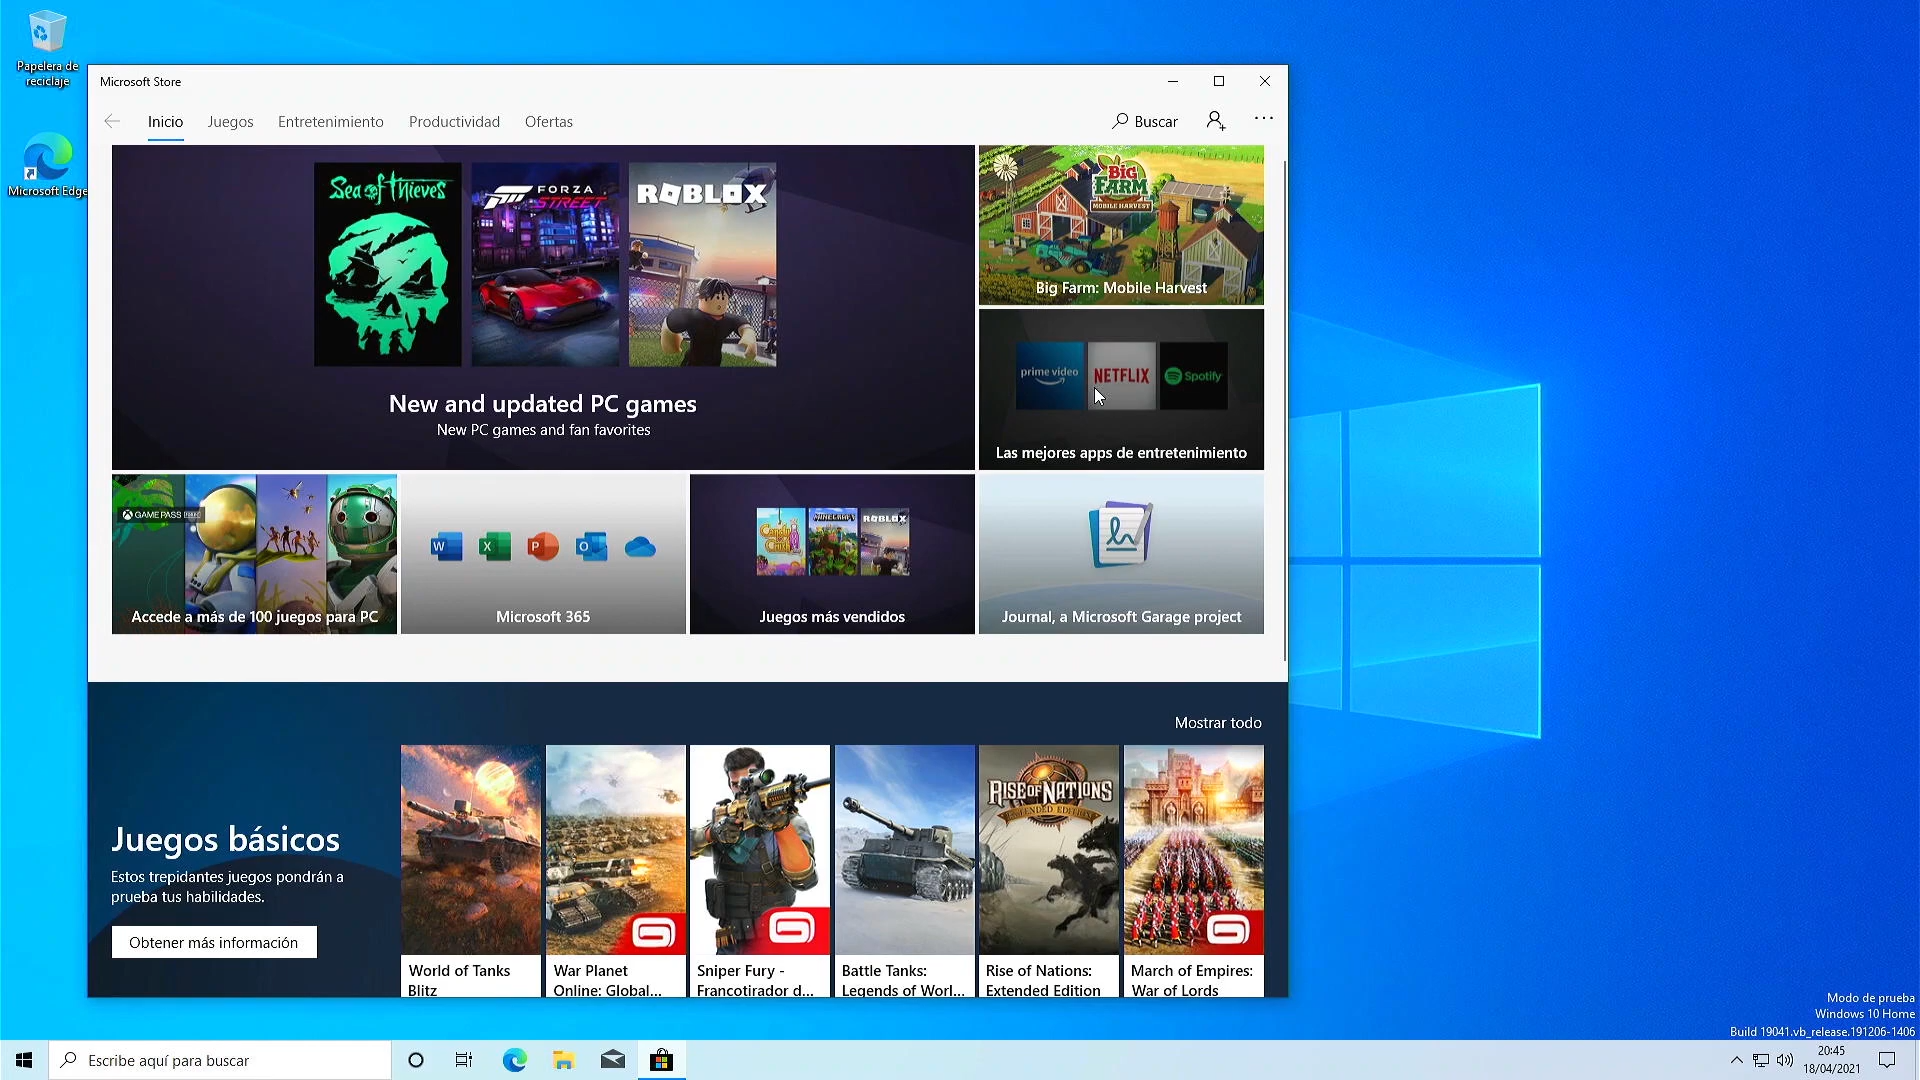 Papelera de
reciclaje
Microsoft Edge
Microsoft Store
Inicio
Juegos
Entretenimiento
Productividad
Ofertas
Buscar
Sea of Thieves
FORZA
STREET
ROBLOX
New and updated PC games
New PC games and fan favorites
BIG
FARM
MOBILE HARVEST
Big Farm: Mobile Harvest
prime video
NETFLIX
Spotify
Las mejores apps de entretenimiento
GAME PASS
Accede a más de 100 juegos para PC
W
X
P
O
Microsoft 365
Candy
Crush
MINECRAFT
ROBLOX
Juegos más vendidos
Journal, a Microsoft Garage project
Mostrar todo
Juegos básicos
Estos trepidantes juegos pondrán a
prueba tus habilidades.
Obtener más información
World of Tanks
Blitz
War Planet
Online: Global...
Sniper Fury -
Francotirador d...
Battle Tanks:
Legends of Worl...
RISE OF NATIONS
EXTENDED EDITION
Rise of Nations:
Extended Edition
March of Empires:
War of Lords
Modo de prueba
Windows 10 Home
Build 19041.vb_release.191206-1406
Escribe aquí para buscar
20:45
18/04/2021